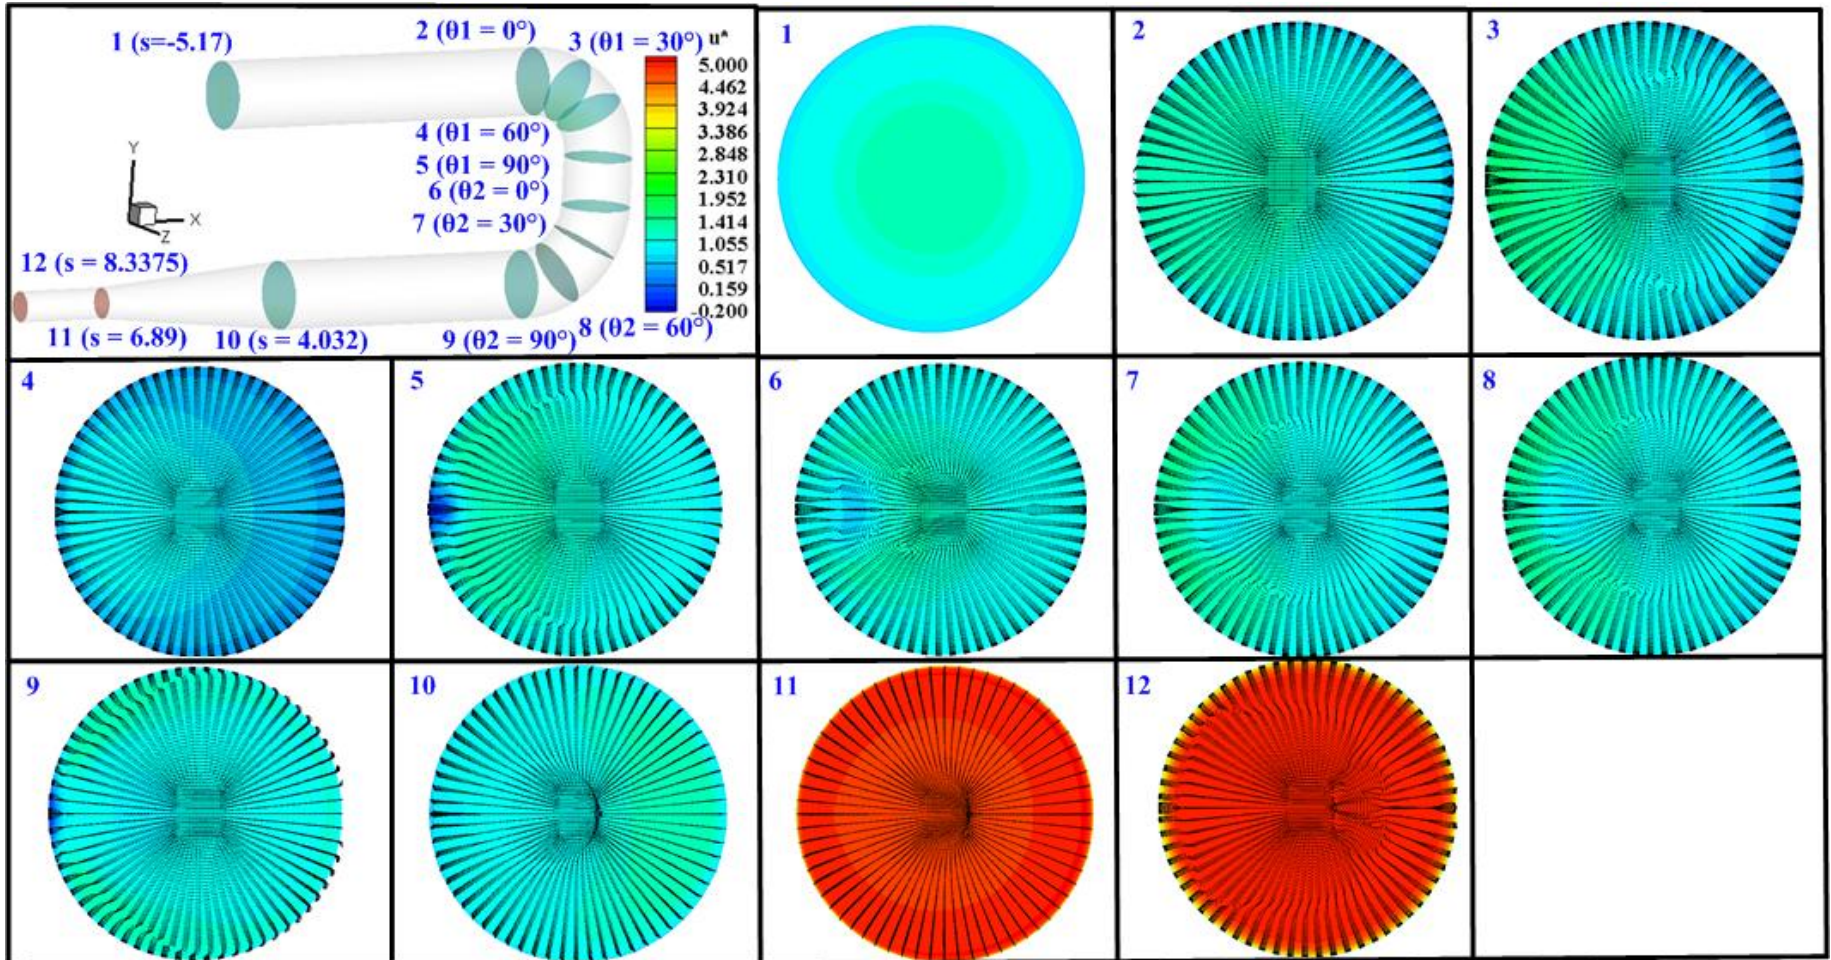 1 (s=-5.17)
2 (θ1 = 0°)
3 (θ1 = 30°)
u*
4 (θ1 = 60°)
5 (θ1 = 90°)
6 (θ2 = 0°)
7 (θ2 = 30°)
5.000
4.462
3.924
3.386
2.848
2.310
1.952
1.414
1.055
0.517
0.159
-0.200
Y
X
Z
12 (s = 8.3375)
11 (s = 6.89)
10 (s = 4.032)
9 (θ2 = 90°)
8 (θ2 = 60°)
1
2
3
4
5
6
7
8
9
10
11
12